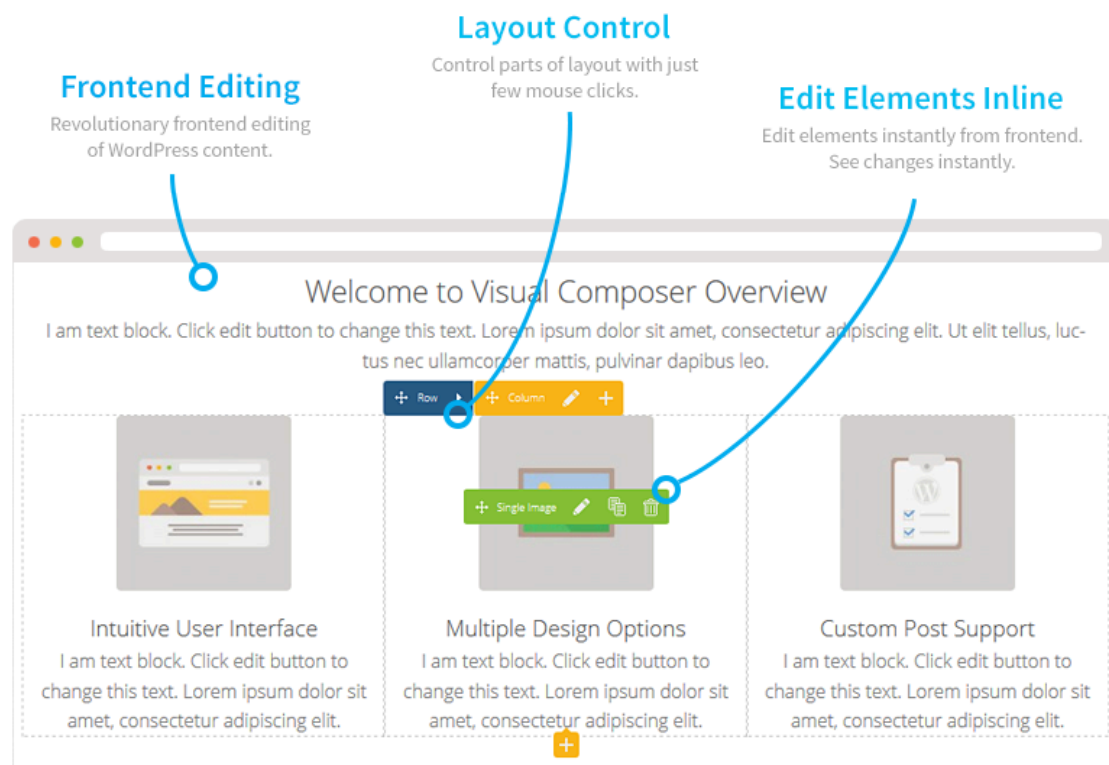 Layout Control
Control parts of layout with just
few mouse clicks.
Frontend Editing
Revolutionary frontend editing
of WordPress content.
Edit Elements Inline
Edit elements instantly from frontend.
See changes instantly.
Welcome to Visual Composer Overview
I am text block. Click edit button to change this text. Lorem ipsum dolor sit amet, consectetur adipiscing elit. Ut elit tellus, luc-
tus nec ullamcorper mattis, pulvinar dapibus leo.
Row Column
Single Image
Intuitive User Interface
I am text block. Click edit button to
change this text. Lorem ipsum dolor sit
amet, consectetur adipiscing elit.
Multiple Design Options
I am text block. Click edit button to
change this text. Lorem ipsum dolor sit
amet, consectetur adipiscing elit.
Custom Post Support
I am text block. Click edit button to
change this text. Lorem ipsum dolor sit
amet, consectetur adipiscing elit.